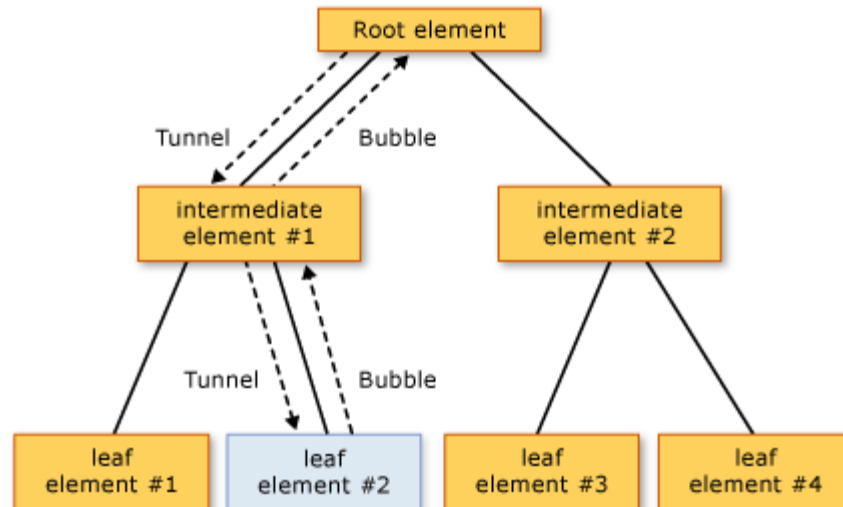 Root element
Tunnel
Bubble
intermediate
element #1
intermediate
element #2
Tunnel
Bubble
leaf
element #1
leaf
element #2
leaf
element #3
leaf
element #4